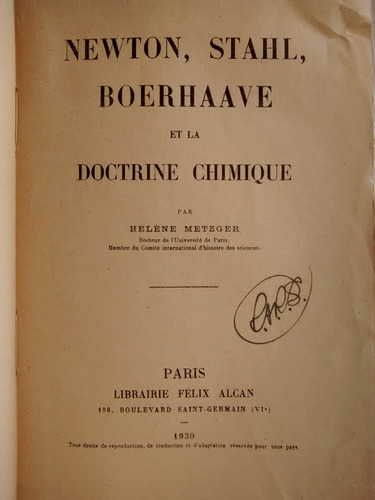 NEWTON, STAHL,
BOERHAAVE
ET LA
DOCTRINE CHIMIQUE
PAR
HÉLÈNE METZGER
Docteur de l'Université de Paris,
Membre du Comité international d'histoire des sciences.
PARIS
LIBRAIRIE FÉLIX ALCAN
108, BOULEVARD SAINT-GERMAIN (VIe)
1930
Tous droits de reproduction, de traduction et d'adaptation réservés pour tous pays.